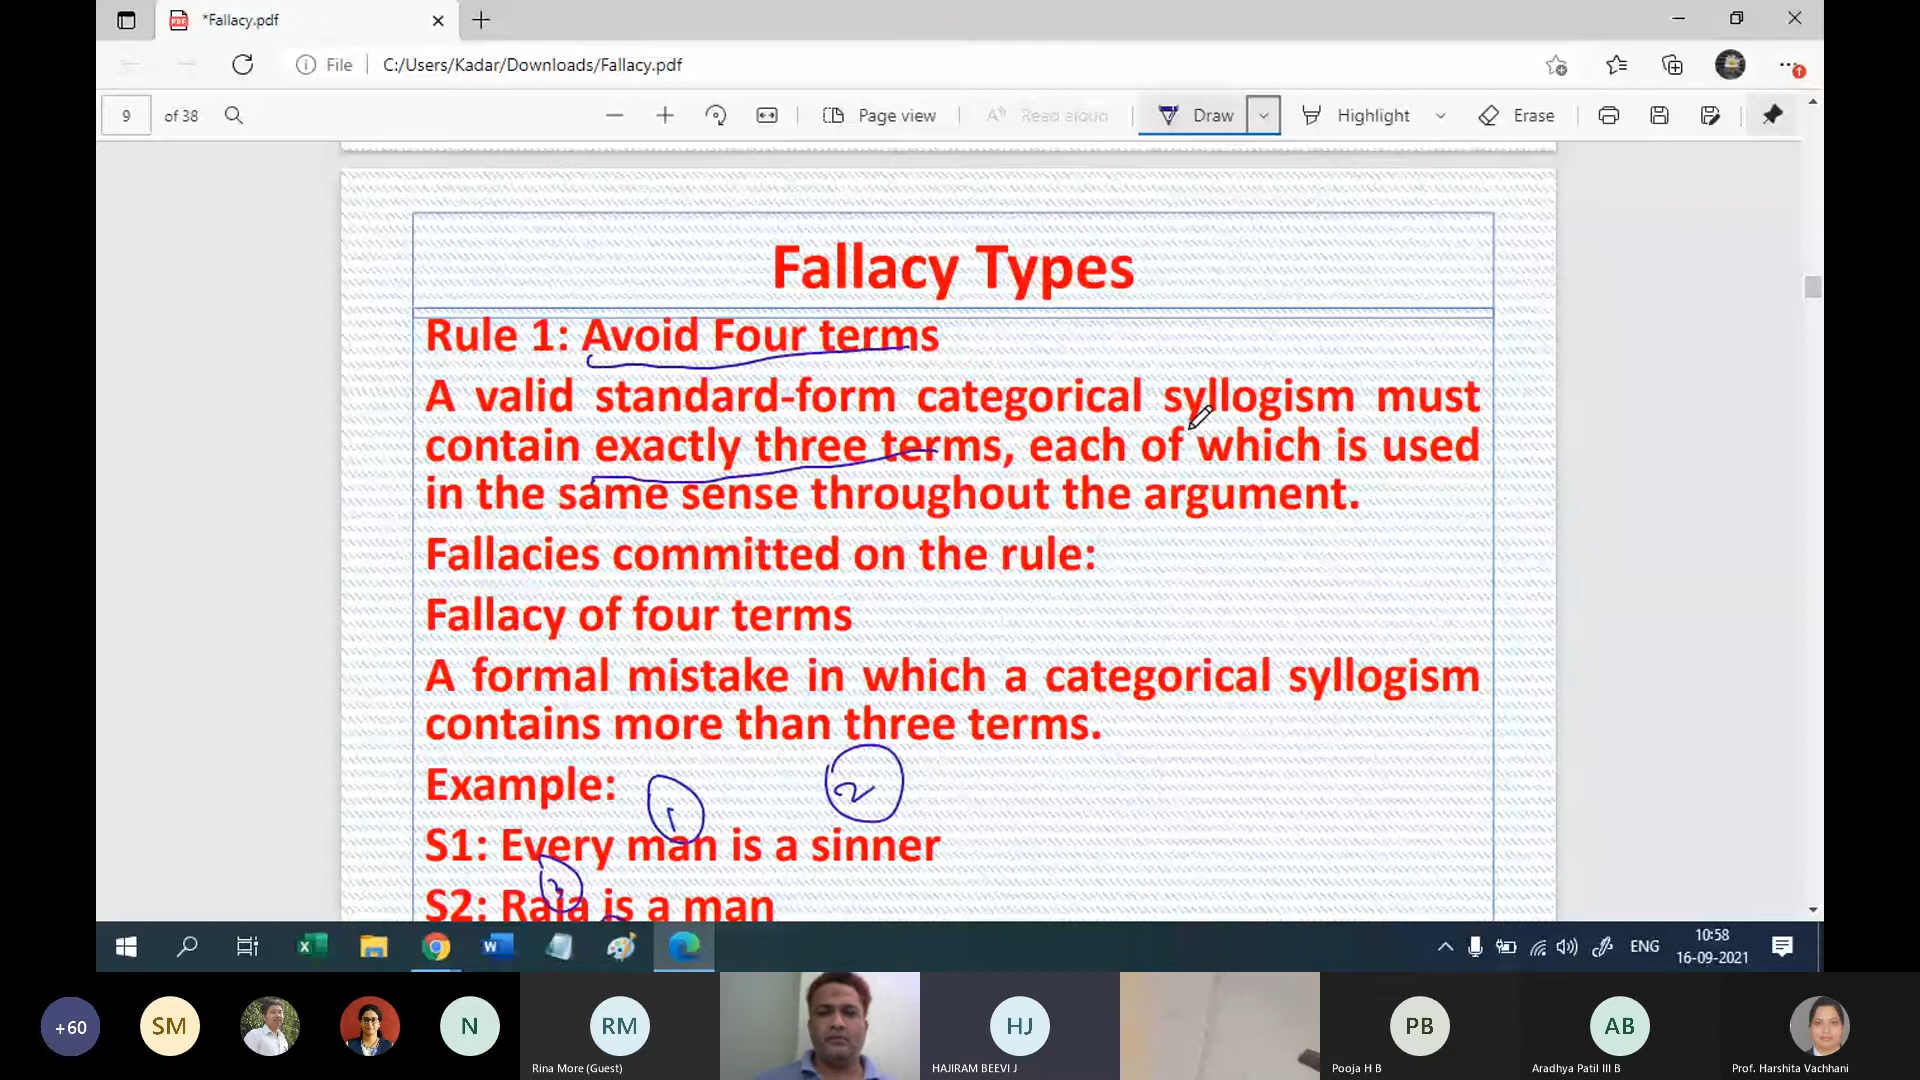 *Fallacy.pdf
File
C:/Users/Kadar/Downloads/Fallacy.pdf
9 of 38
Page view
Read aloud
Draw
Highlight
Erase
Fallacy Types
Rule 1: Avoid Four terms
A valid standard-form categorical syllogism must
contain exactly three terms, each of which is used
in the same sense throughout the argument.
Fallacies committed on the rule:
Fallacy of four terms
A formal mistake in which a categorical syllogism
contains more than three terms.
Example:
1
2
S1: Every man is a sinner
3
S2: Raja is a man
ENG
10:58
16-09-2021
+60
SM
N
RM
HJ
PB
AB
Rina More (Guest)
HAJIRAM BEEVI J
Pooja H B
Aradhya Patil III B
Prof. Harshita Vachhani